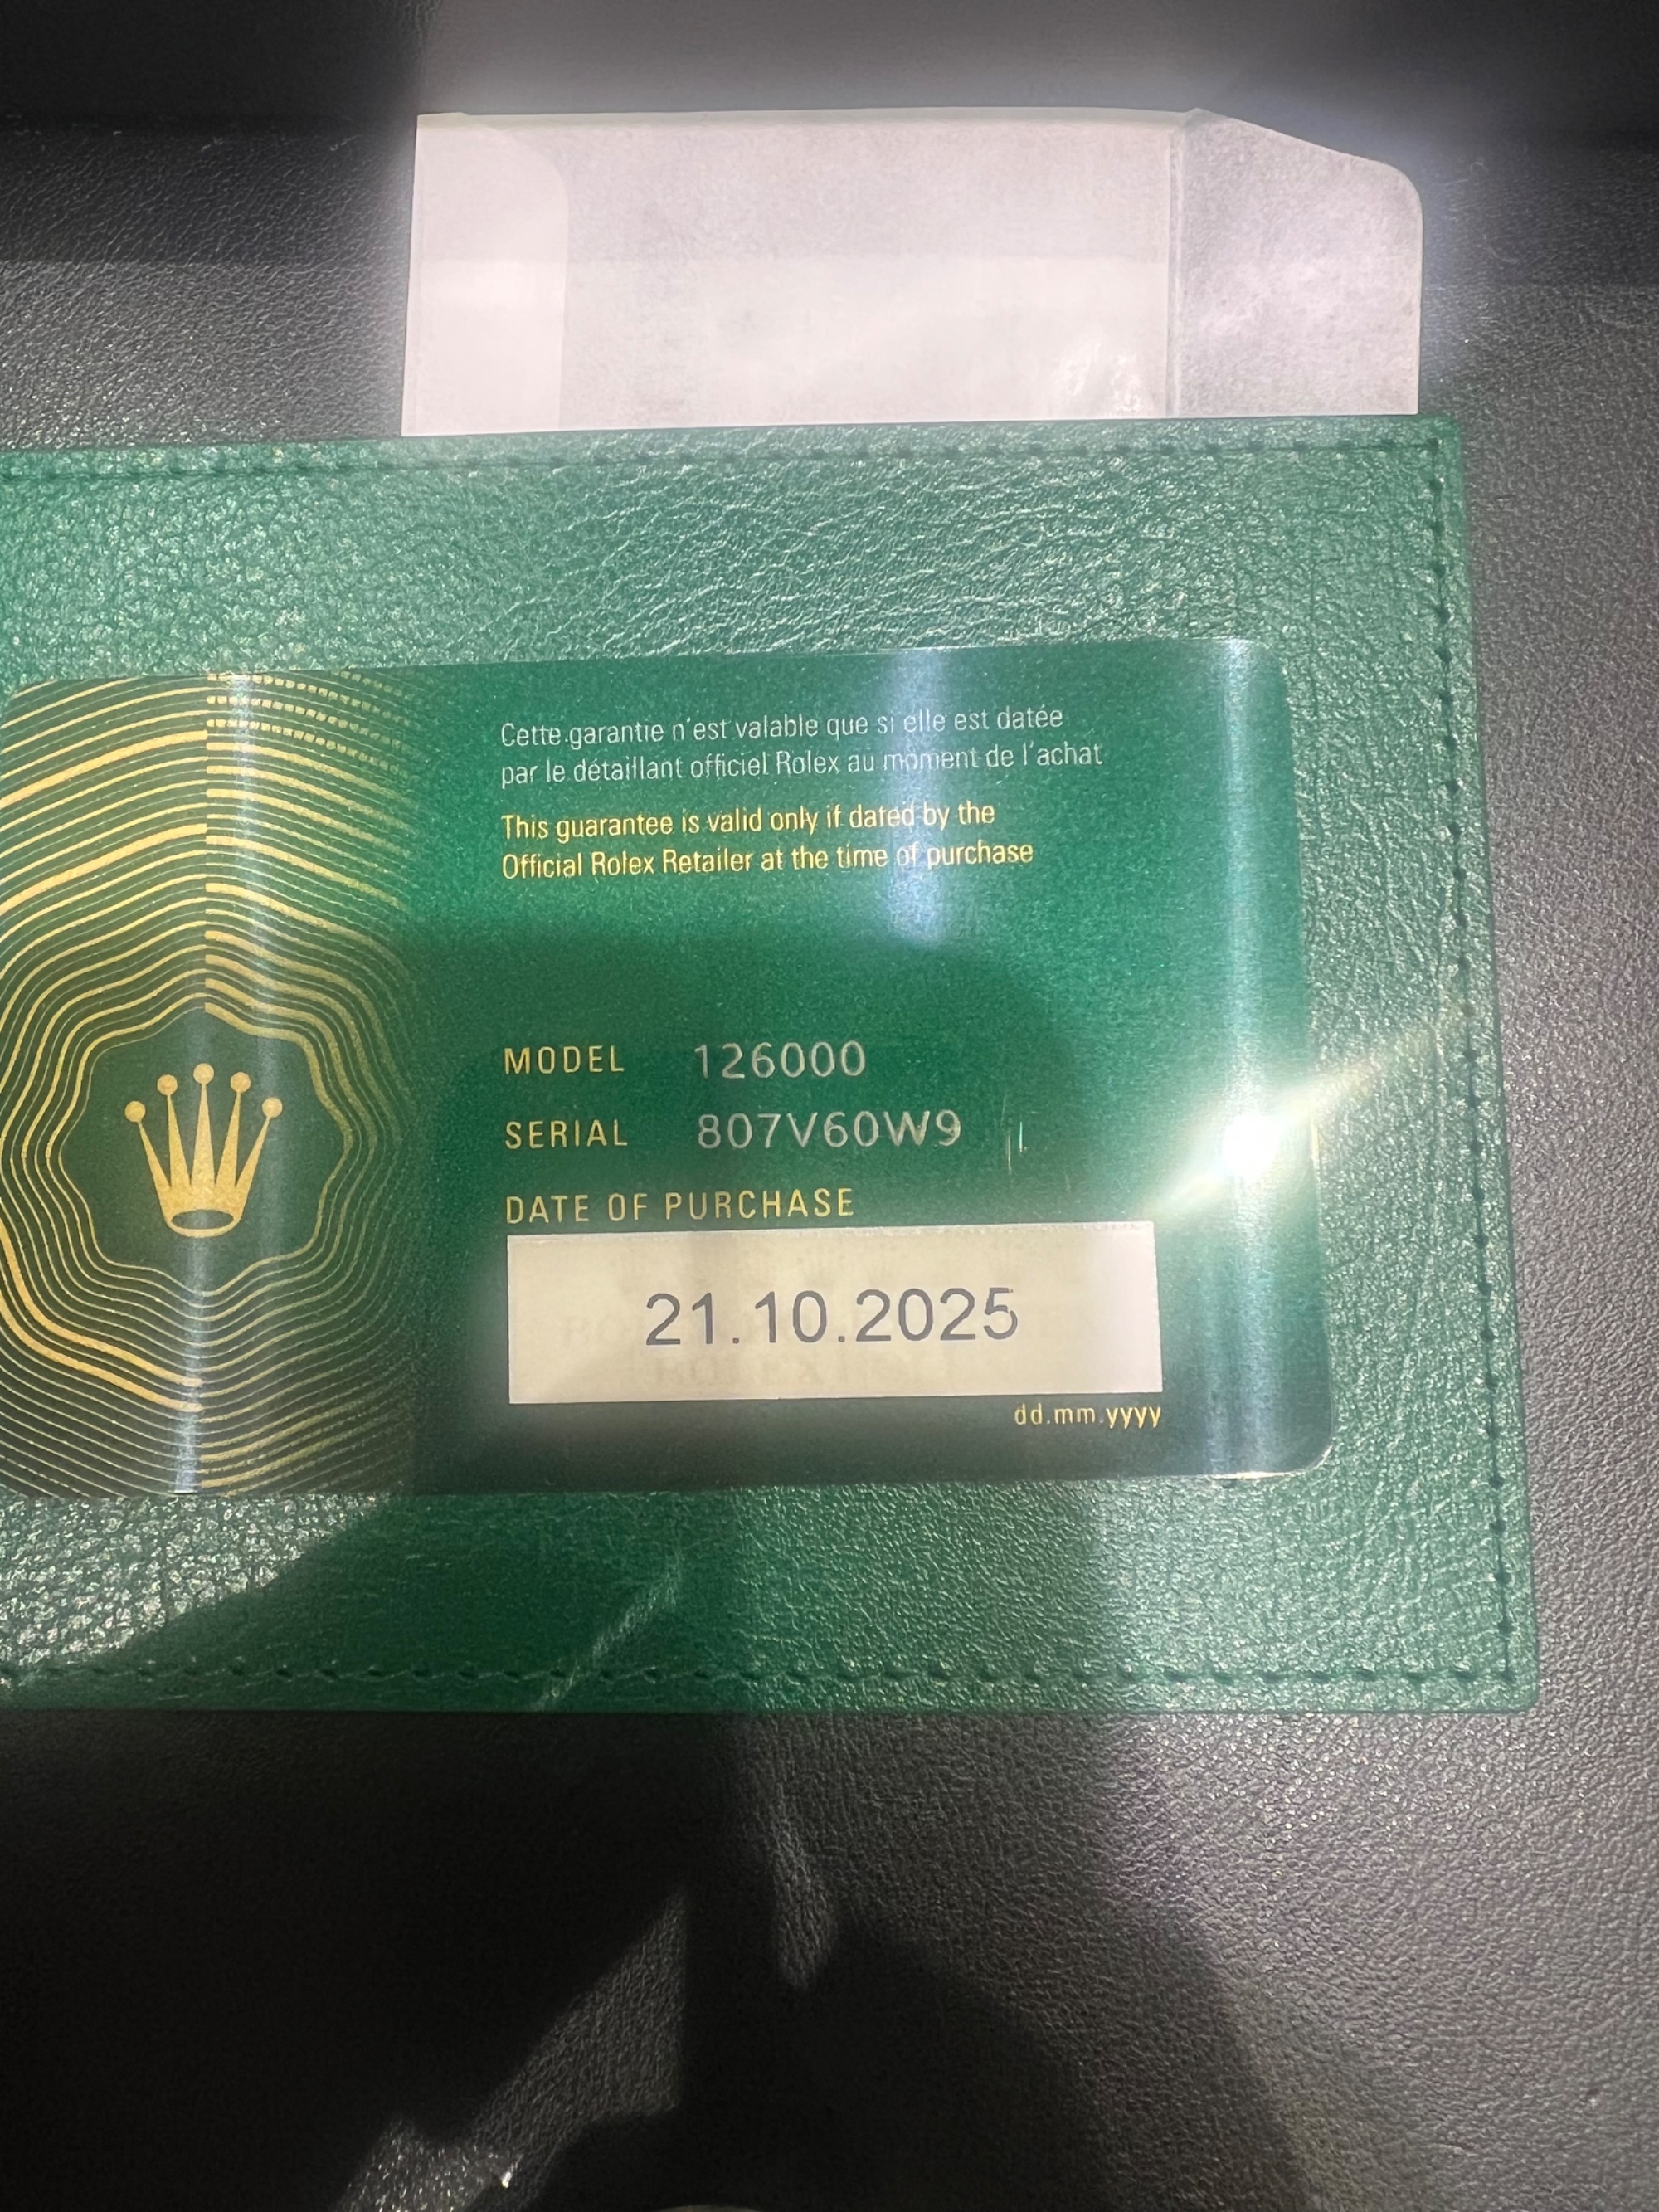 Cette garantie n'est valable que si elle est datée
par le détaillant officiel Rolex au moment de l'achat
This guarantee is valid only if dated by the
Official Rolex Retailer at the time of purchase
MODEL 126000
SERIAL 807V60W9
DATE OF PURCHASE
21.10.2025
dd.mm.yyyy